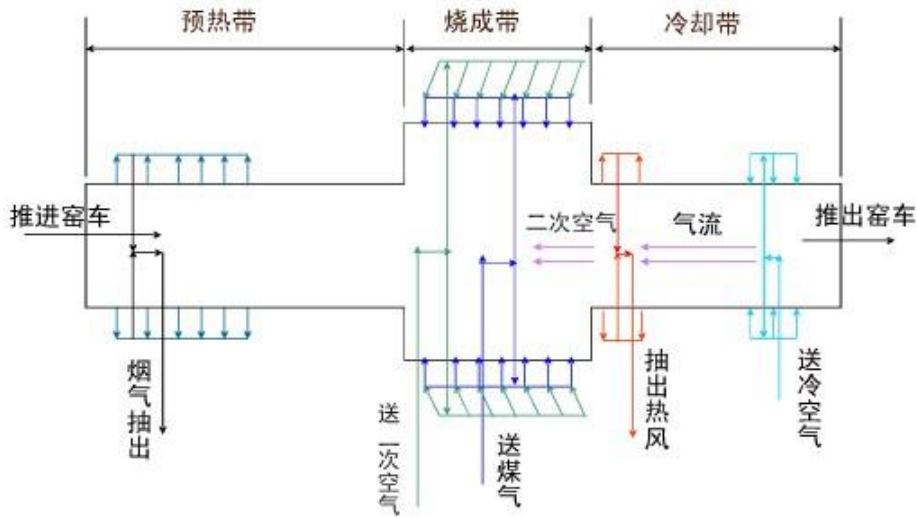 预热带
烧成带
冷却带
推进窑车
二次空气
气流
推出窑车
烟气抽出
送一次空气
送煤气
抽出热风
送冷空气